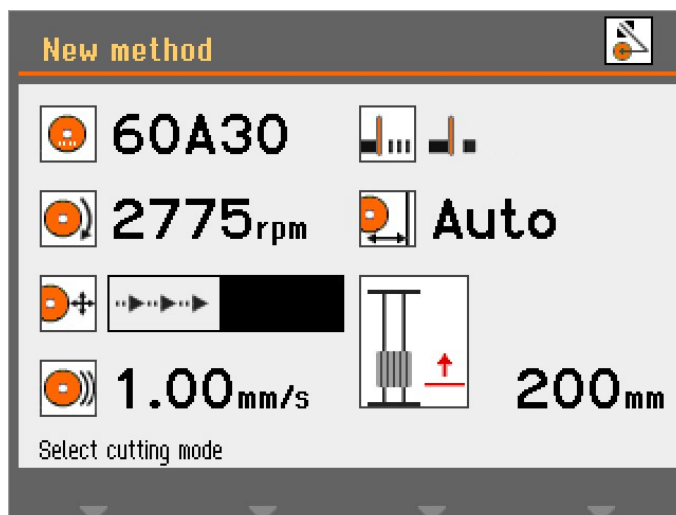 New method
60A30
2775rpm
Auto
1.00mm/s
200mm
Select cutting mode